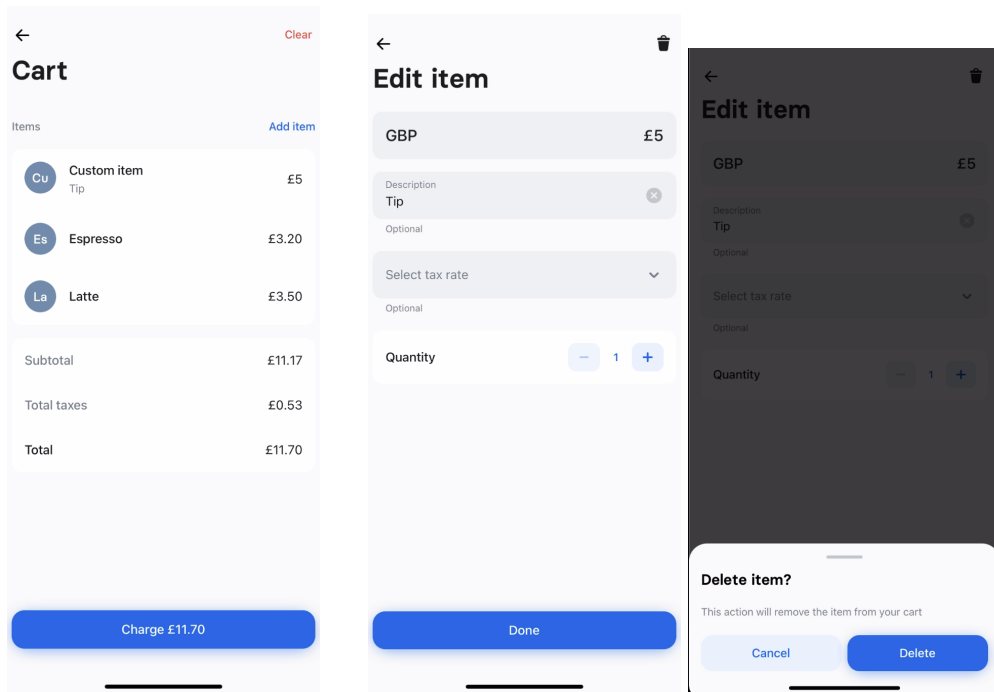 Clear
Cart
Items Add item
Cu Custom item £5
Tip
Es Espresso £3.20
La Latte £3.50
Subtotal £11.17
Total taxes £0.53
Total £11.70
Charge £11.70
Edit item
GBP £5
Description
Tip
Optional
Select tax rate
Optional
Quantity 1
Done
Edit item
GBP £5
Description
Tip
Optional
Select tax rate
Optional
Quantity 1
Delete item?
This action will remove the item from your cart
Cancel Delete